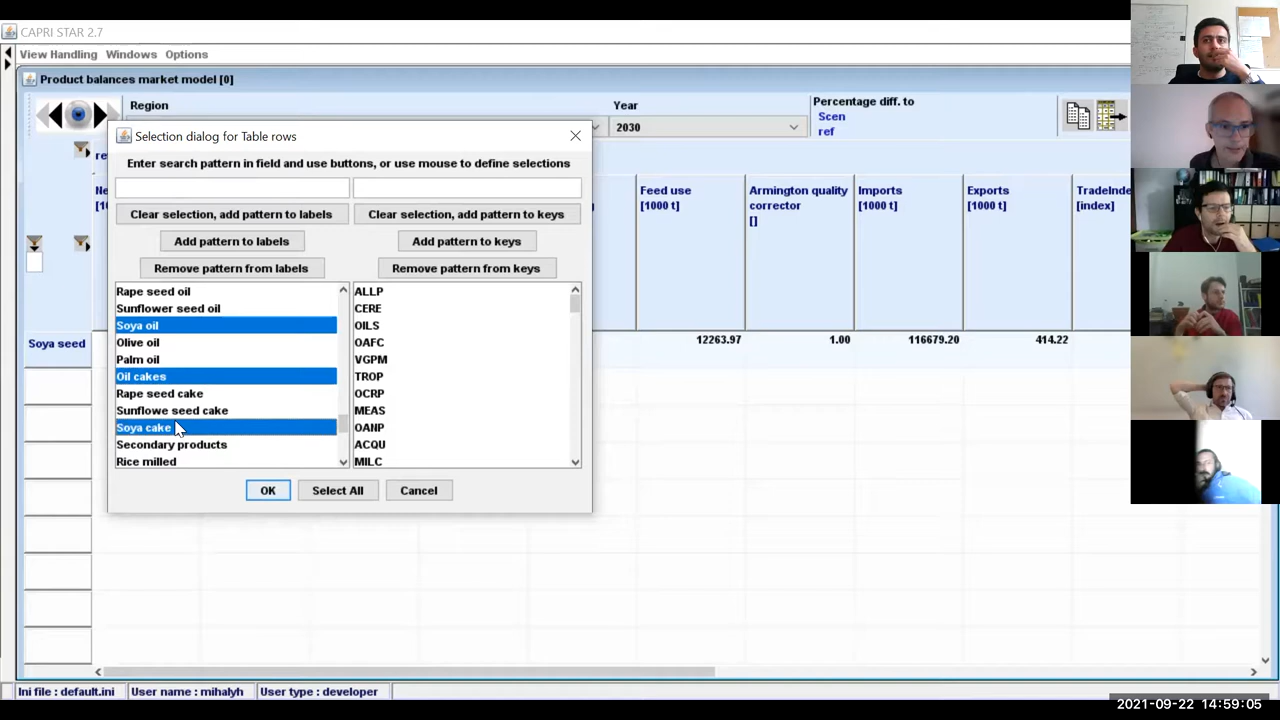 CAPRI STAR 2.7
View Handling Windows Options
Product balances market model [0]
Region
Year
Percentage diff. to
Scen
ref
2030
Selection dialog for Table rows
Enter search pattern in field and use buttons, or use mouse to define selections
Clear selection, add pattern to labels
Clear selection, add pattern to keys
Add pattern to labels
Add pattern to keys
Remove pattern from labels
Remove pattern from keys
Rape seed oil
Sunflower seed oil
Soya oil
Olive oil
Palm oil
Oil cakes
Rape seed cake
Sunflowe seed cake
Soya cake
Secondary products
Rice milled
ALLP
CERE
OILS
OAFC
VGPM
TROP
OCRP
MEAS
OANP
ACQU
MILC
OK
Select All
Cancel
Feed use
[1000 t]
Armington quality
corrector
[]
Imports
[1000 t]
Exports
[1000 t]
TradeInde
[index]
Soya seed
12263.97
1.00
116679.20
414.22
Ini file : default.ini
User name : mihalyh
User type : developer
2021-09-22 14:59:05